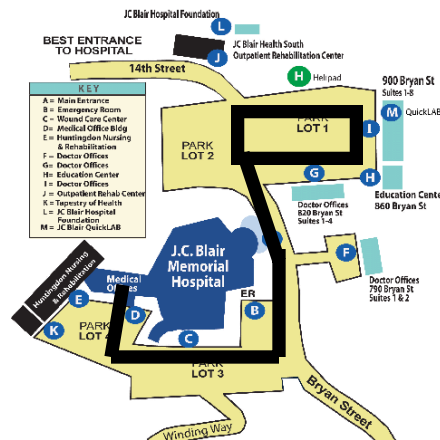 JC Blair Hospital Foundation
L
BEST ENTRANCE
TO HOSPITAL
JC Blair Health South
Outpatient Rehabilitation Center
J
14th Street
H
Helipad
900 Bryan St
Suites 1-8
M
QuickLAB
KEY
A = Main Entrance
B = Emergency Room
C = Wound Care Center
D = Medical Office Bldg
E = Huntingdon Nursing
& Rehabilitation
F = Doctor Offices
G = Doctor Offices
H = Education Center
I = Doctor Offices
J = Outpatient Rehab Center
K = Tapestry of Health
L = JC Blair Hospital
Foundation
M = JC Blair QuickLAB
PARK
LOT 1
I
PARK
LOT 2
G
H
Education Cente
860 Bryan St
Doctor Offices
820 Bryan St
Suites 1-4
J.C. Blair
Memorial
Hospital
F
Doctor Offices
790 Bryan St
Suites 1 & 2
Huntingdon Nursing
& Rehabilitation
Medical
E
D
ER
B
K
PARK
LOT
C
PARK
LOT 3
Bryan Street
Winding Way